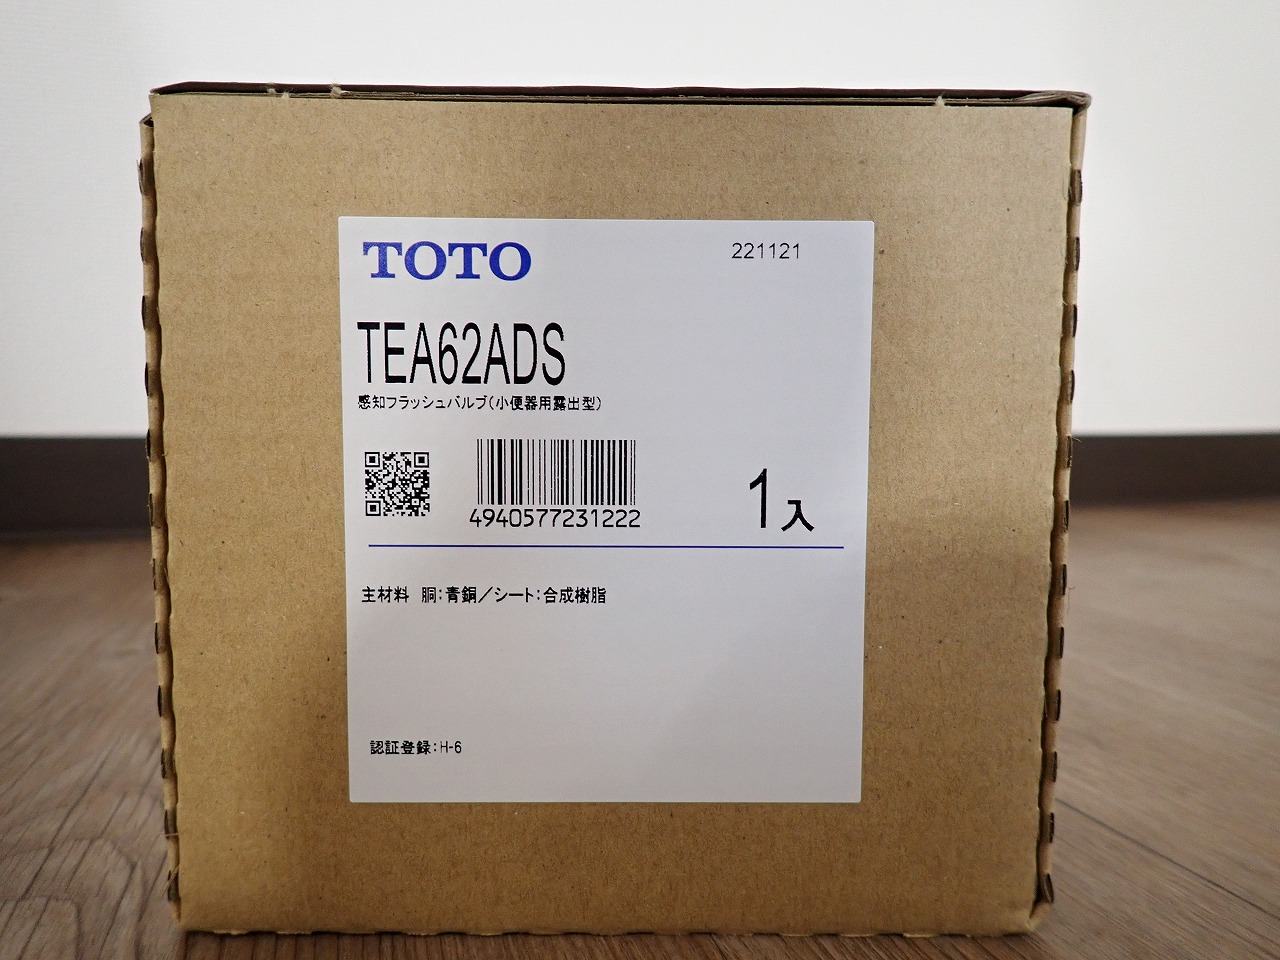 TOTO
221121
TEA62ADS
感知フラッシュバルブ(小便器用露出型)
4940577231222
1入
主材料 胴:青銅／シート:合成樹脂
認証登録:H-6